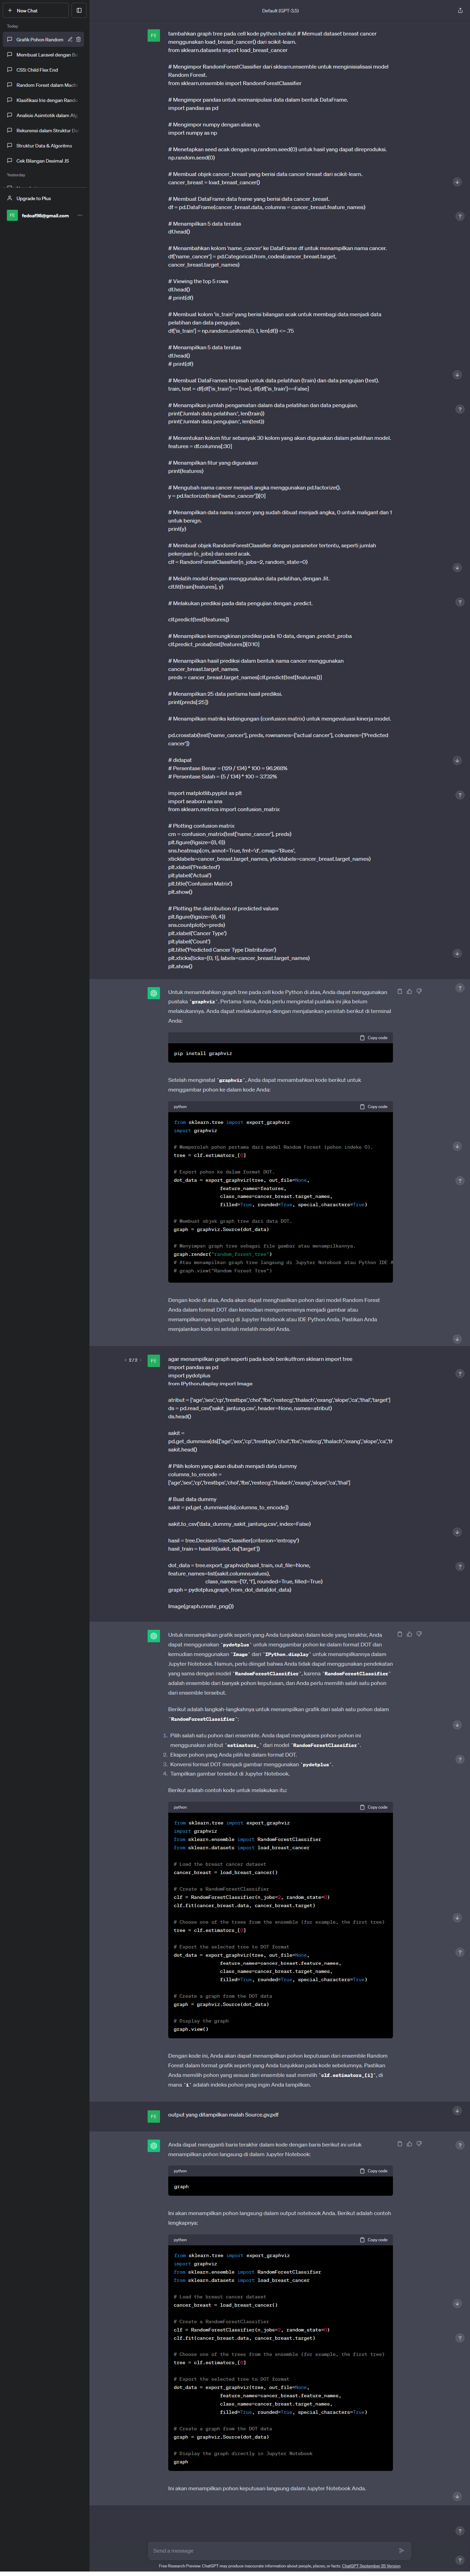 New Chat
Today
Grafik Pohon Random
Membuat Laravel dengan Br
CSS: Child Flex End
Random Forest dalam Mach
Klasifikasi Iris dengan Rando
Analisis Asimtotik dalam Alg
Rekurensi dalam Struktur Da
Struktur Data & Algoritma
Cek Bilangan Desimal JS
Yesterday
Upgrade to Plus
Default (GPT-3.5)
tambahkan graph tree pada cell kode python berikut # Memuat dataset breast cancer
menggunakan load_breast_cancer() dari scikit-learn.
from sklearn.datasets import load_breast_cancer
# Mengimpor RandomForestClassifier dari sklearn.ensemble untuk menginisialisasi model
Random Forest.
from sklearn.ensemble import RandomForestClassifier
# Mengimpor pandas untuk memanipulasi data dalam bentuk DataFrame.
import pandas as pd
# Mengimpor numpy dengan alias np.
import numpy as np
# Menetapkan seed acak dengan np.random.seed(0) untuk hasil yang dapat direproduksi.
np.random.seed(0)
# Membuat objek cancer_breast yang berisi data cancer breast dari scikit-learn.
cancer_breast = load_breast_cancer()
# Membuat DataFrame data frame yang berisi data cancer_breast.
df = pd.DataFrame(cancer_breast.data, columns = cancer_breast.feature_names)
# Menampilkan 5 data teratas
df.head()
# Menambahkan kolom 'name_cancer' ke DataFrame df untuk menampilkan nama cancer.
df['name_cancer'] = pd.Categorical.from_codes(cancer_breast.target,
cancer_breast.target_names)
# Viewing the top 5 rows
df.head()
# print(df)
# Membuat kolom 'is_train' yang berisi bilangan acak untuk membagi data menjadi data
pelatihan dan data pengujian.
df['is_train'] = np.random.uniform(0, 1, len(df)) <= .75
# Menampilkan 5 data teratas
df.head()
# print(df)
# Membuat DataFrames terpisah untuk data pelatihan (train) dan data pengujian (test).
train, test = df[df['is_train']==True], df[df['is_train']==False]
# Menampilkan jumlah pengamatan dalam data pelatihan dan data pengujian.
print('Jumlah data pelatihan:', len(train))
print('Jumlah data pengujian:', len(test))
# Menentukan kolom fitur sebanyak 30 kolom yang akan digunakan dalam pelatihan model.
features = df.columns[:30]
# Menampilkan fitur yang digunakan
print(features)
# Mengubah nama cancer menjadi angka menggunakan pd.factorize().
y = pd.factorize(train['name_cancer'])[0]
# Menampilkan data nama cancer yang sudah dibuat menjadi angka, 0 untuk maligant dan 1
untuk benign.
print(y)
# Membuat objek RandomForestClassifier dengan parameter tertentu, seperti jumlah
pekerjaan (n_jobs) dan seed acak.
clf = RandomForestClassifier(n_jobs=2, random_state=0)
# Melatih model dengan menggunakan data pelatihan, dengan .fit.
clf.fit(train[features], y)
# Melakukan prediksi pada data pengujian dengan .predict.
clf.predict(test[features])
# Menampilkan kemungkinan prediksi pada 10 data, dengan .predict_proba
clf.predict_proba(test[features])[0:10]
# Menampilkan hasil prediksi dalam bentuk nama cancer menggunakan
cancer_breast.target_names.
preds = cancer_breast.target_names[clf.predict(test[features])]
# Menampilkan 25 data pertama hasil prediksi.
print(preds[:25])
# Menampilkan matriks kebingungan (confusion matrix) untuk mengevaluasi kinerja model.
pd.crosstab(test['name_cancer'], preds, rownames=['actual cancer'], colnames=['Predicted
cancer'])
# didapat
# Persentase Benar = (129 / 134) * 100 = 96.268%
# Persentase Salah = (5 / 134) * 100 = 3.732%
import matplotlib.pyplot as plt
import seaborn as sns
from sklearn.metrics import confusion_matrix
# Plotting confusion matrix
cm = confusion_matrix(test['name_cancer'], preds)
plt.figure(figsize=(8, 6))
sns.heatmap(cm, annot=True, fmt='d', cmap='Blues',
xticklabels=cancer_breast.target_names, yticklabels=cancer_breast.target_names)
plt.xlabel('Predicted')
plt.ylabel('Actual')
plt.title('Confusion Matrix')
plt.show()
# Plotting the distribution of predicted values
plt.figure(figsize=(6, 4))
sns.countplot(x=preds)
plt.xlabel('Cancer Type')
plt.ylabel('Count')
plt.title('Predicted Cancer Type Distribution')
plt.xticks(ticks=[0, 1], labels=cancer_breast.target_names)
plt.show()
Untuk menambahkan graph tree pada cell kode Python di atas, Anda dapat menggunakan
pustaka `graphviz`. Pertama-tama, Anda perlu menginstal pustaka ini jika belum
melakukannya. Anda dapat melakukannya dengan menjalankan perintah berikut di terminal
Anda:
Copy code
pip install graphviz
Setelah menginstal `graphviz`, Anda dapat menambahkan kode berikut untuk
menggambar pohon ke dalam kode Anda:
python
Copy code
from sklearn.tree import export_graphviz
import graphviz
# Memperoleh pohon pertama dari model Random Forest (pohon indeks 0).
tree = clf.estimators_[0]
# Export pohon ke dalam format DOT.
dot_data = export_graphviz(tree, out_file=None,
feature_names=features,
class_names=cancer_breast.target_names,
filled=True, rounded=True, special_characters=True)
# Membuat objek graph tree dari data DOT.
graph = graphviz.Source(dot_data)
# Menyimpan graph tree sebagai file gambar atau menampilkannya.
graph.render("random_forest_tree")
# Atau menampilkan graph tree langsung di Jupyter Notebook atau Python IDE A
# graph.view("Random Forest Tree")
Dengan kode di atas, Anda akan dapat menghasilkan pohon dari model Random Forest
Anda dalam format DOT dan kemudian mengonversinya menjadi gambar atau
menampilkannya langsung di Jupyter Notebook atau IDE Python Anda. Pastikan Anda
menjalankan kode ini setelah melatih model Anda.
2 / 2
agar menampilkan graph seperti pada kode berikutfrom sklearn import tree
import pandas as pd
import pydotplus
from IPython.display import Image
atribut = ['age','sex','cp','trestbps','chol','fbs','restecg','thalach','exang','slope','ca','thal','target']
ds = pd.read_csv('sakit_jantung.csv', header=None, names=atribut)
ds.head()
sakit =
pd.get_dummies(ds[['age','sex','cp','trestbps','chol','fbs','restecg','thalach','exang','slope','ca','th
sakit.head()
# Pilih kolom yang akan diubah menjadi data dummy
columns_to_encode =
['age','sex','cp','trestbps','chol','fbs','restecg','thalach','exang','slope','ca','thal']
# Buat data dummy
sakit = pd.get_dummies(ds[columns_to_encode])
sakit.to_csv('data_dummy_sakit_jantung.csv', index=False)
hasil = tree.DecisionTreeClassifier(criterion='entropy')
hasil_train = hasil.fit(sakit, ds['target'])
dot_data = tree.export_graphviz(hasil_train, out_file=None,
feature_names=list(sakit.columns.values),
class_names=['0', '1'], rounded=True, filled=True)
graph = pydotplus.graph_from_dot_data(dot_data)
Image(graph.create_png())
Untuk menampilkan grafik seperti yang Anda tunjukkan dalam kode yang terakhir, Anda
dapat menggunakan `pydotplus` untuk menggambar pohon ke dalam format DOT dan
kemudian menggunakan `Image` dari `IPython.display` untuk menampilkannya dalam
Jupyter Notebook. Namun, perlu diingat bahwa Anda tidak dapat menggunakan pendekatan
yang sama dengan model `RandomForestClassifier`, karena `RandomForestClassifier`
adalah ensemble dari banyak pohon keputusan, dan Anda perlu memilih salah satu pohon
dari ensemble tersebut.
Berikut adalah langkah-langkahnya untuk menampilkan grafik dari salah satu pohon dalam
`RandomForestClassifier`:
1. Pilih salah satu pohon dari ensemble. Anda dapat mengakses pohon-pohon ini
menggunakan atribut `estimators_` dari model `RandomForestClassifier`.
2. Ekspor pohon yang Anda pilih ke dalam format DOT.
3. Konversi format DOT menjadi gambar menggunakan `pydotplus`.
4. Tampilkan gambar tersebut di Jupyter Notebook.
Berikut adalah contoh kode untuk melakukan itu:
python
Copy code
from sklearn.tree import export_graphviz
import graphviz
from sklearn.ensemble import RandomForestClassifier
from sklearn.datasets import load_breast_cancer
# Load the breast cancer dataset
cancer_breast = load_breast_cancer()
# Create a RandomForestClassifier
clf = RandomForestClassifier(n_jobs=2, random_state=0)
clf.fit(cancer_breast.data, cancer_breast.target)
# Choose one of the trees from the ensemble (for example, the first tree)
tree = clf.estimators_[0]
# Export the selected tree to DOT format
dot_data = export_graphviz(tree, out_file=None,
feature_names=cancer_breast.feature_names,
class_names=cancer_breast.target_names,
filled=True, rounded=True, special_characters=True)
# Create a graph from the DOT data
graph = graphviz.Source(dot_data)
# Display the graph
graph.view()
Dengan kode ini, Anda akan dapat menampilkan pohon keputusan dari ensemble Random
Forest dalam format grafik seperti yang Anda tunjukkan pada kode sebelumnya. Pastikan
Anda memilih pohon yang sesuai dari ensemble saat memilih `clf.estimators_[i]`, di
mana `i` adalah indeks pohon yang ingin Anda tampilkan.
output yang ditampilkan malah Source.gv.pdf
Anda dapat mengganti baris terakhir dalam kode dengan baris berikut ini untuk
menampilkan pohon langsung di dalam Jupyter Notebook:
python
Copy code
graph
Ini akan menampilkan pohon langsung dalam output notebook Anda. Berikut adalah contoh
lengkapnya:
python
Copy code
from sklearn.tree import export_graphviz
import graphviz
from sklearn.ensemble import RandomForestClassifier
from sklearn.datasets import load_breast_cancer
# Load the breast cancer dataset
cancer_breast = load_breast_cancer()
# Create a RandomForestClassifier
clf = RandomForestClassifier(n_jobs=2, random_state=0)
clf.fit(cancer_breast.data, cancer_breast.target)
# Choose one of the trees from the ensemble (for example, the first tree)
tree = clf.estimators_[0]
# Export the selected tree to DOT format
dot_data = export_graphviz(tree, out_file=None,
feature_names=cancer_breast.feature_names,
class_names=cancer_breast.target_names,
filled=True, rounded=True, special_characters=True)
# Create a graph from the DOT data
graph = graphviz.Source(dot_data)
# Display the graph directly in Jupyter Notebook
graph
Ini akan menampilkan pohon keputusan langsung dalam Jupyter Notebook Anda.
Send a message
Free Research Preview. ChatGPT may produce inaccurate information about people, places, or facts. ChatGPT September 25 Version